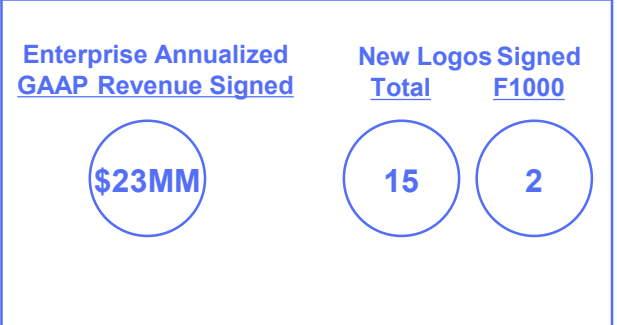 Enterprise Annualized
GAAP Revenue Signed
New Logos Signed
Total F1000
$23MM
15
2